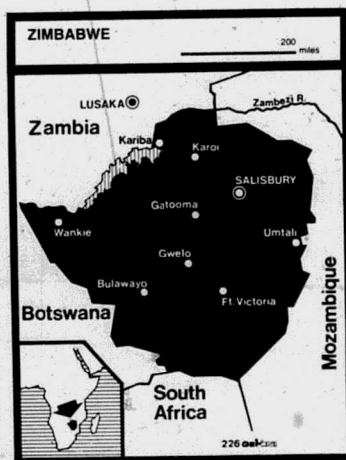 ZIMBABWE
200
miles
LUSAKA
Zambezi R.
Zambia
Kariba
Karoi
SALISBURY
Gatooma
Wankie
Umtali
Gwelo
Bulawayo
Ft. Victoria
Botswana
Mozambique
South
Africa
226